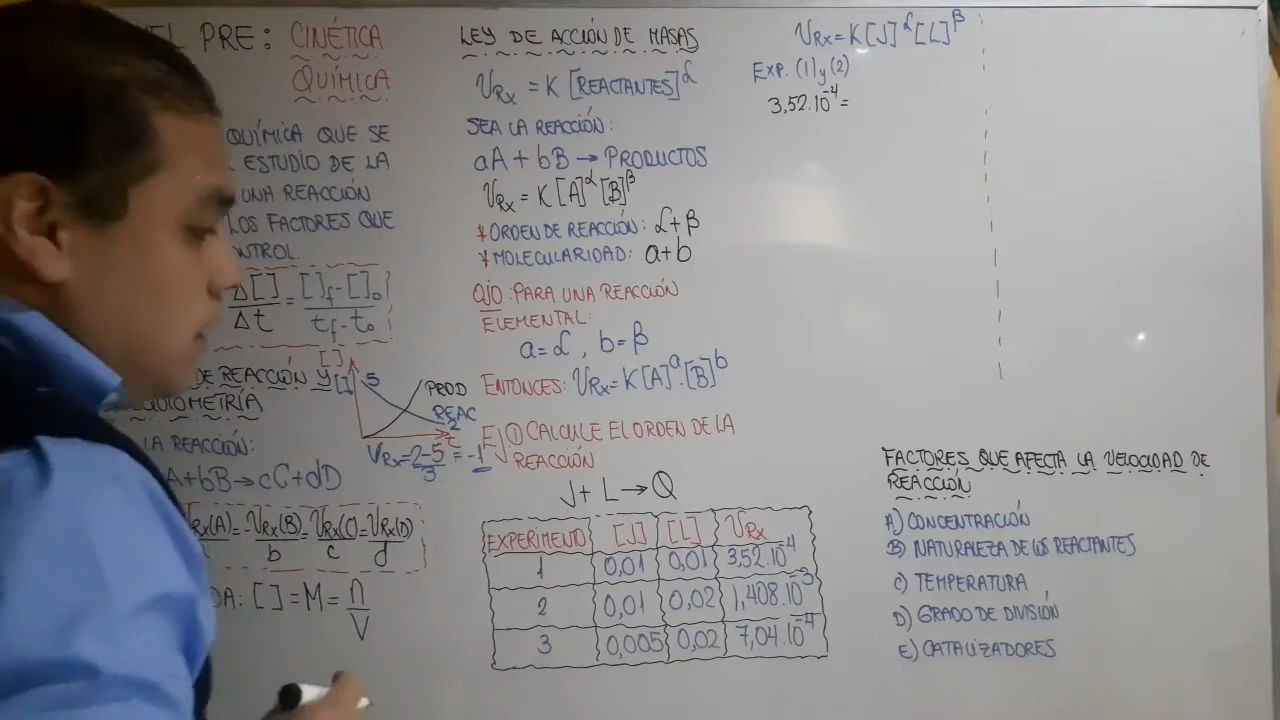 EL PRE: CINÉTICA
QUÍMICA
QUÍMICA QUE SE
ESTUDIO DE LA
UNA REACCIÓN
LOS FACTORES QUE
NTROL.
Δ[ ]/Δt = ([ ]f - [ ]o)/(tf - to)
DE REACCIÓN Y
QUIOMETRÍA
[ ]
[ ] 5
PROD
REAC
2
t
VRx = (2-5)/3 = -1
LA REACCIÓN:
A+bB→cC+dD
VRx(A) = -VRx(B)/b = VRx(C)/c = VRx(D)/d
DA: [ ] = M = n/V
LEY DE ACCIÓN DE MASAS
VRx = K [REACTANTES]^α
SEA LA REACCIÓN:
aA + bB → PRODUCTOS
VRx = K[A]^α [B]^β
* ORDEN DE REACCIÓN: α+β
* MOLECULARIDAD: a+b
OJO: PARA UNA REACCIÓN
ELEMENTAL:
a=α , b=β
ENTONCES: VRx=K[A]^a.[B]^b
Ej ① CALCULE EL ORDEN DE LA
REACCIÓN
J + L → Q
EXPERIMENTO [J] [L] VRx
1 0,01 0,01 3,52.10^-4
2 0,01 0,02 1,408.10^-3
3 0,005 0,02 7,04.10^-4
VRx=K[J]^α[L]^β
EXP. (1) y (2)
3,52.10^-4=
FACTORES QUE AFECTA LA VELOCIDAD DE
REACCIÓN
A) CONCENTRACIÓN
B) NATURALEZA DE LOS REACTANTES
C) TEMPERATURA
D) GRADO DE DIVISIÓN
E) CATALIZADORES